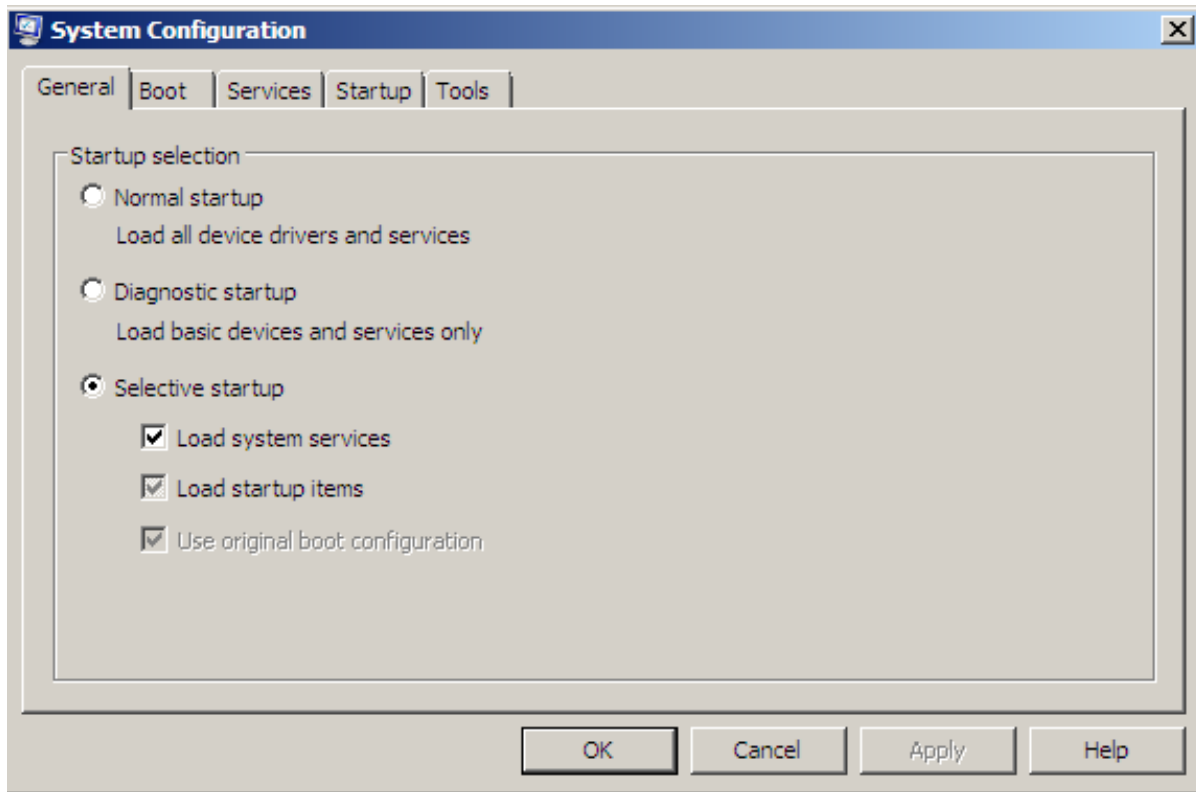 System Configuration
General Boot Services Startup Tools
Startup selection
Normal startup
Load all device drivers and services
Diagnostic startup
Load basic devices and services only
Selective startup
Load system services
Load startup items
Use original boot configuration
OK Cancel Apply Help